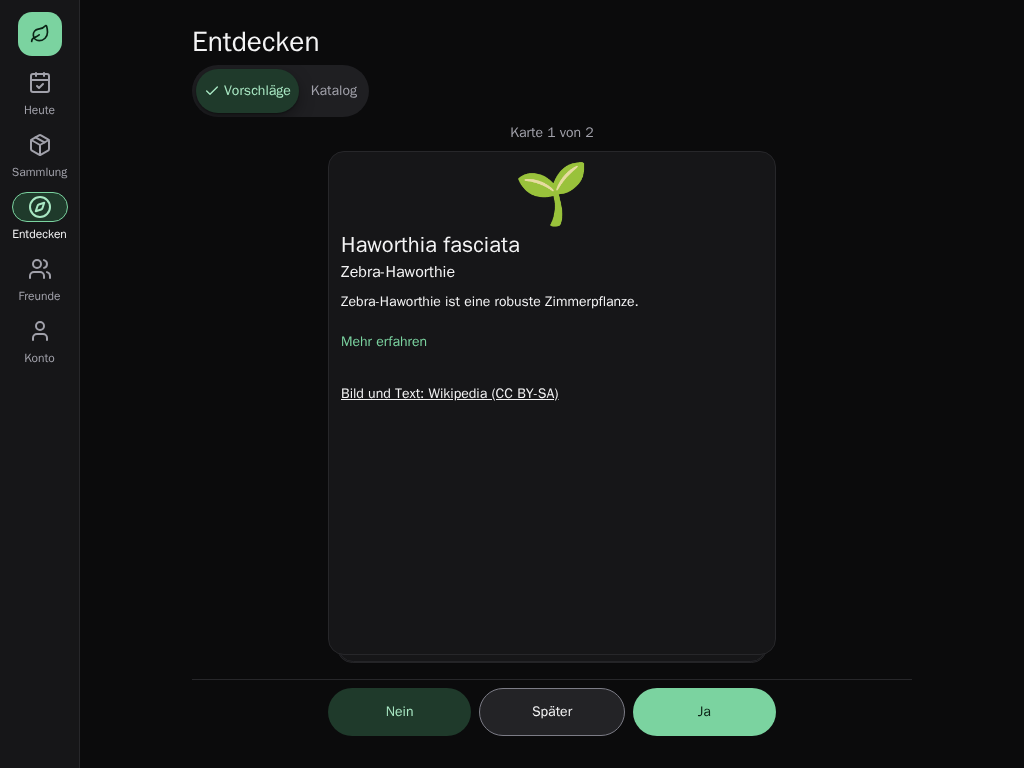 Entdecken
Vorschläge
Katalog
Heute
Sammlung
Entdecken
Freunde
Konto
Karte 1 von 2
Haworthia fasciata
Zebra-Haworthie
Zebra-Haworthie ist eine robuste Zimmerpflanze.
Mehr erfahren
Bild und Text: Wikipedia (CC BY-SA)
Nein
Später
Ja